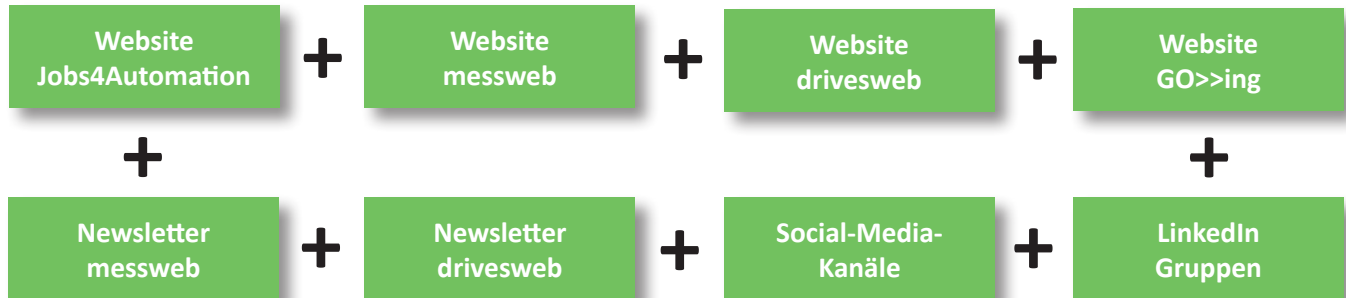 Website
Jobs4Automation
+
Website
messweb
+
Website
drivesweb
+
Website
GO>>ing
+
+
Newsletter
messweb
+
Newsletter
drivesweb
+
Social-Media-
Kanäle
+
LinkedIn
Gruppen